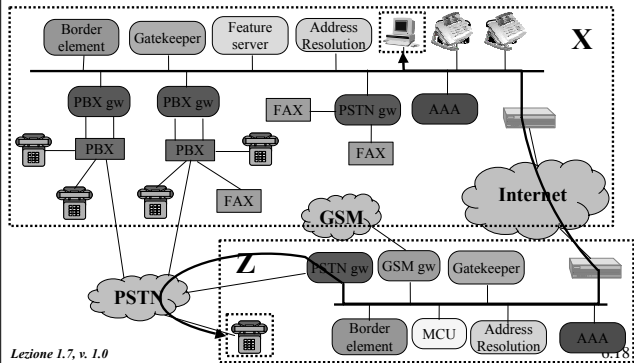 Border element
Gatekeeper
Feature server
Address Resolution
X
PBX gw
PBX gw
FAX
PSTN gw
AAA
PBX
PBX
FAX
FAX
Internet
GSM
Z
PSTN gw
GSM gw
Gatekeeper
PSTN
Border element
MCU
Address Resolution
AAA
Lezione 1.7, v. 1.0
6.18